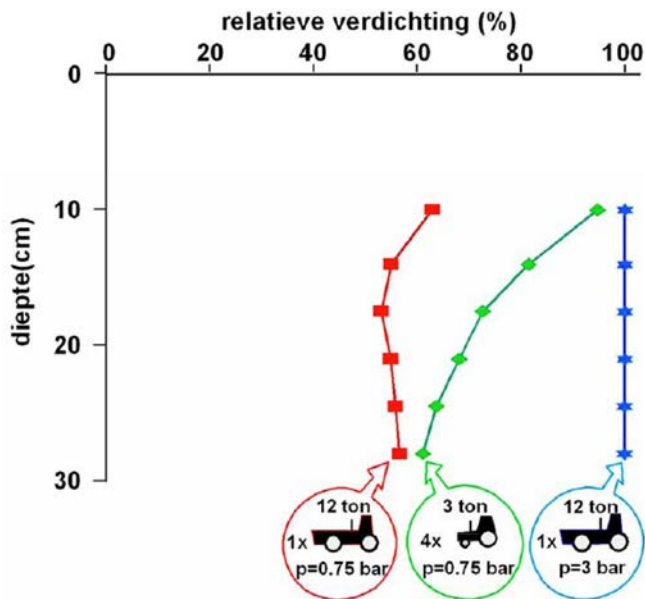 relatieve verdichting (%)
0 20 40 60 80 100
0
10
20
30
diepte(cm)
12 ton
1x
p=0.75 bar
3 ton
4x
p=0.75 bar
12 ton
1x
p=3 bar